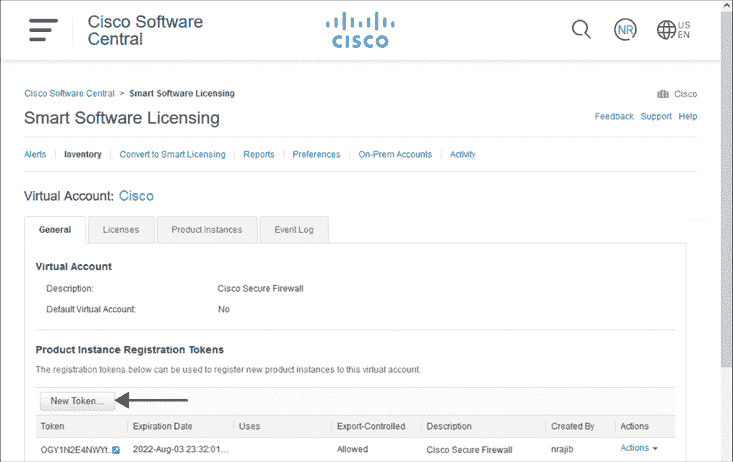 Cisco Software
Central
CISCO
NR
US
EN
Cisco Software Central > Smart Software Licensing
Cisco
Smart Software Licensing
Feedback Support Help
Alerts Inventory Convert to Smart Licensing Reports Preferences On-Prem Accounts Activity
Virtual Account: Cisco
General Licenses Product Instances Event Log
Virtual Account
Description: Cisco Secure Firewall
Default Virtual Account: No
Product Instance Registration Tokens
The registration tokens below can be used to register new product instances to this virtual account.
New Token...
Token Expiration Date Uses Export-Controlled Description Created By Actions
OGY1N2E4NWYt.. 2022-Aug-03 23:32:01... Allowed Cisco Secure Firewall nrajib Actions